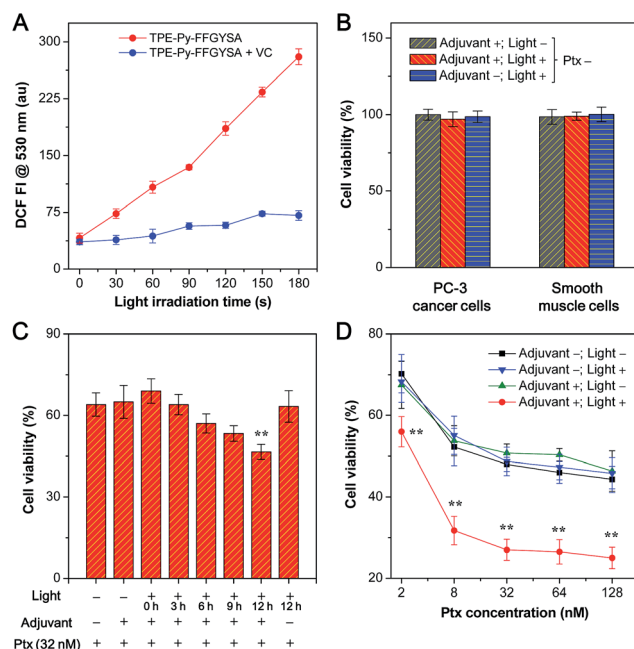 A
TPE-Py-FFGYSA
TPE-Py-FFGYSA + VC
DCF FI @ 530 nm (au)
300
225
150
75
0
0 30 60 90 120 150 180
Light irradiation time (s)
B
Adjuvant +; Light –
Adjuvant +; Light +
Adjuvant –; Light +
Ptx –
Cell viability (%)
150
100
50
0
PC-3
cancer cells
Smooth
muscle cells
C
Cell viability (%)
90
60
30
0
**
Light – – + + + + + +
0 h 3 h 6 h 9 h 12 h 12 h
Adjuvant – + + + + + + –
Ptx (32 nM) + + + + + + + +
D
Adjuvant –; Light –
Adjuvant –; Light +
Adjuvant +; Light –
Adjuvant +; Light +
Cell viability (%)
80
60
40
20
** ** ** ** **
2 8 32 64 128
Ptx concentration (nM)